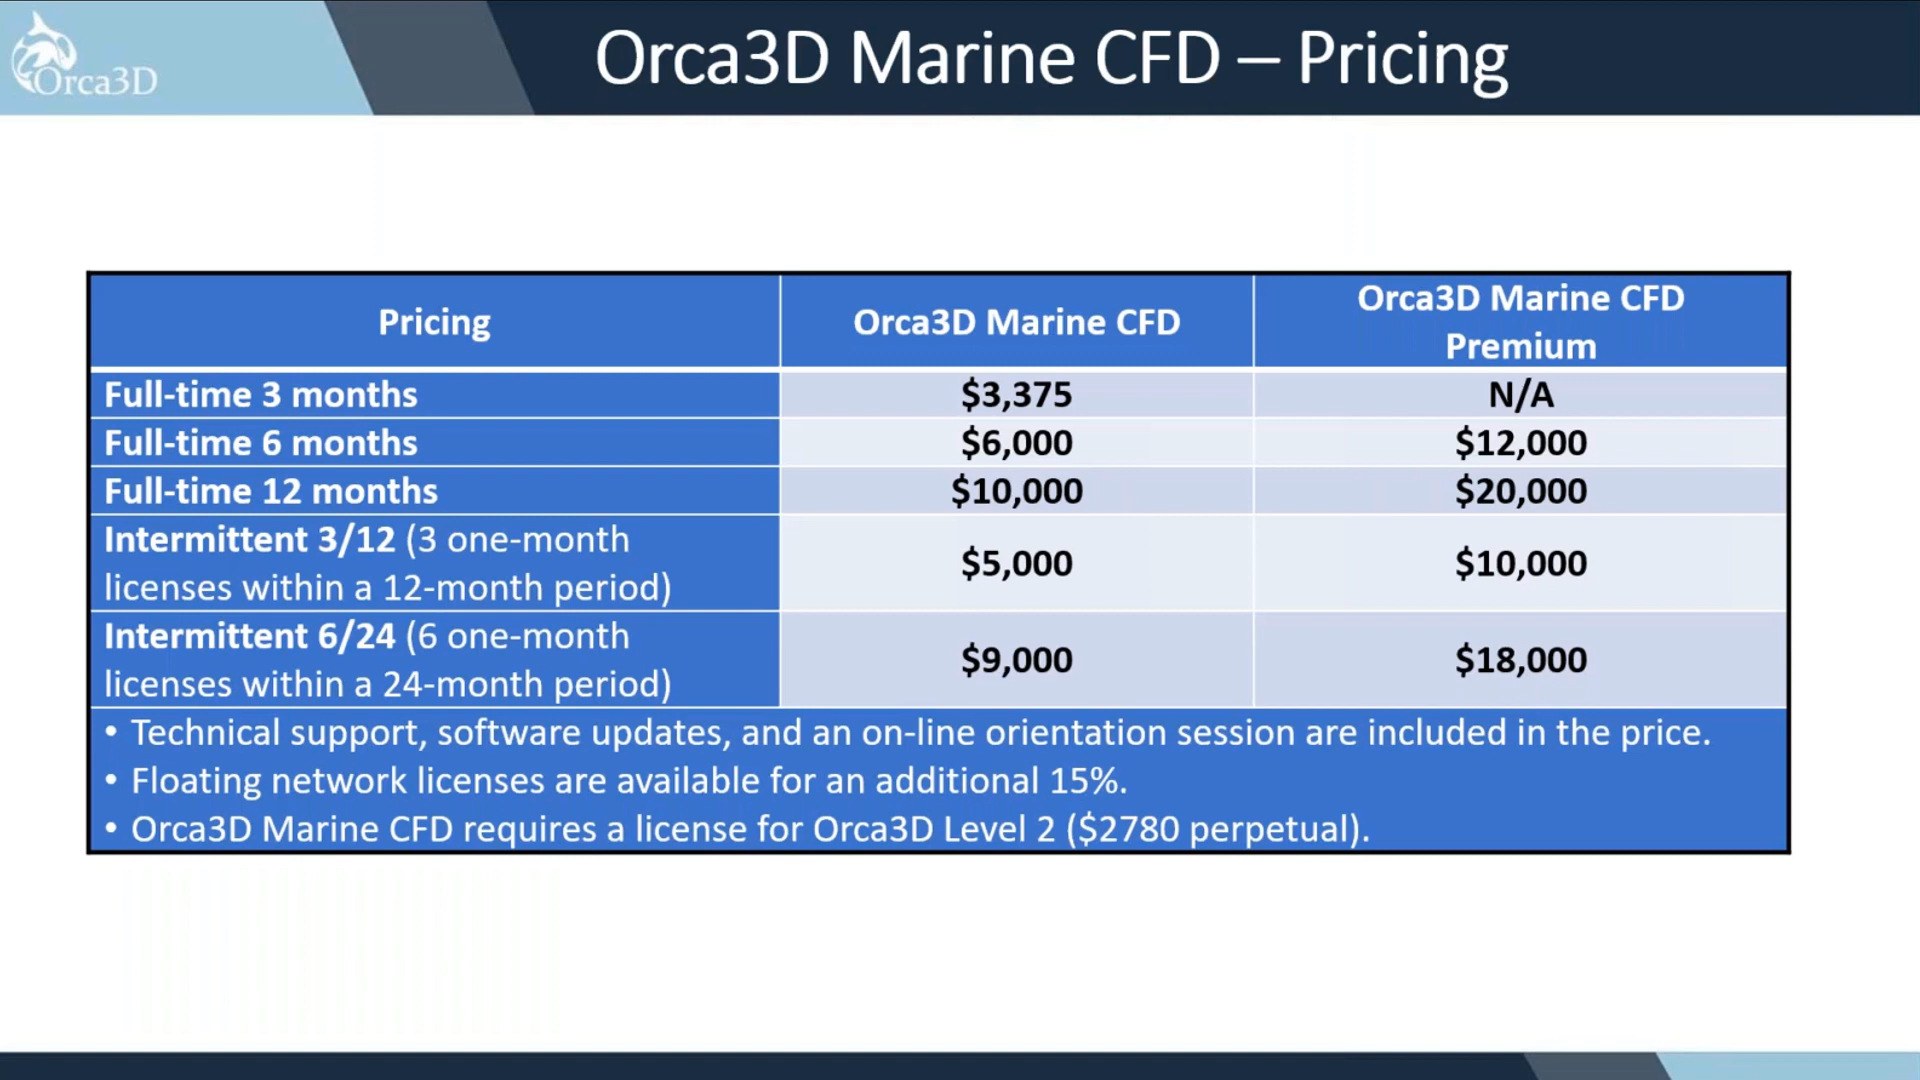 Orca3D
Orca3D Marine CFD – Pricing
Pricing
Orca3D Marine CFD
Orca3D Marine CFD
Premium
Full-time 3 months
$3,375
N/A
Full-time 6 months
$6,000
$12,000
Full-time 12 months
$10,000
$20,000
Intermittent 3/12 (3 one-month
licenses within a 12-month period)
$5,000
$10,000
Intermittent 6/24 (6 one-month
licenses within a 24-month period)
$9,000
$18,000
• Technical support, software updates, and an on-line orientation session are included in the price.
• Floating network licenses are available for an additional 15%.
• Orca3D Marine CFD requires a license for Orca3D Level 2 ($2780 perpetual).